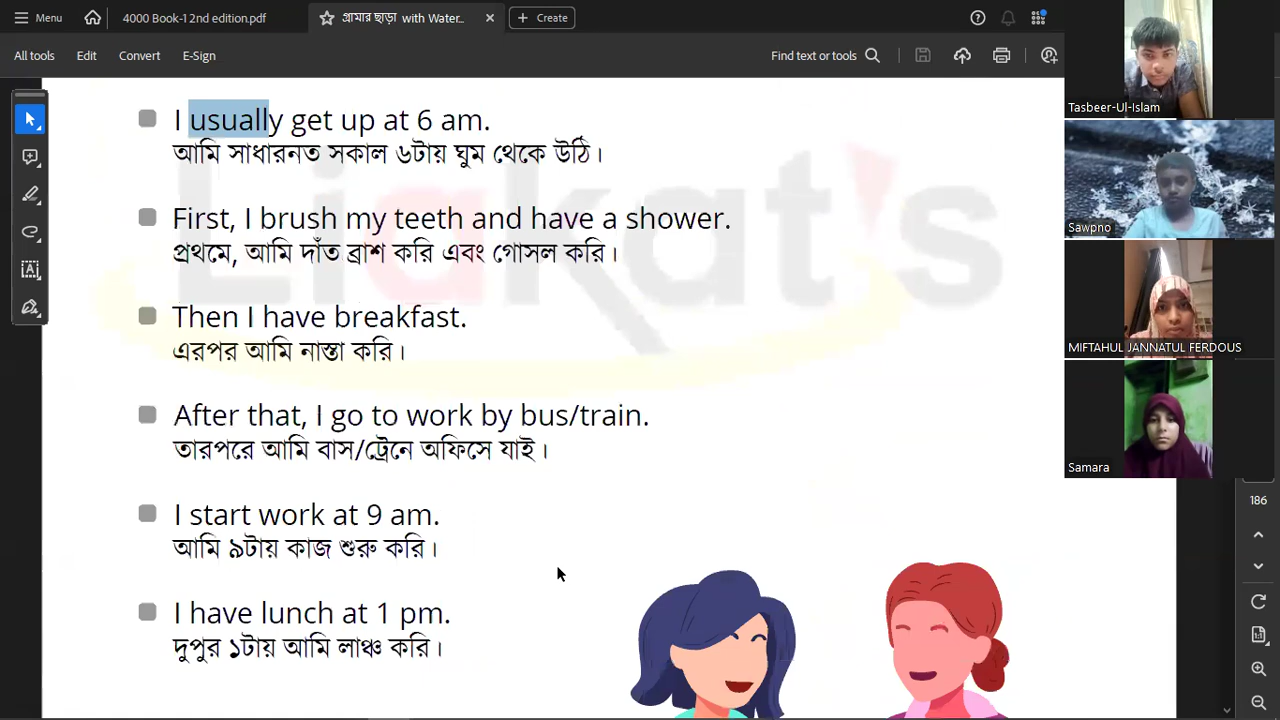 Menu
4000 Book-1 2nd edition.pdf
গ্রামার ছাড়া with Water...
Create
All tools Edit Convert E-Sign
Find text or tools
I usually get up at 6 am.
আমি সাধারনত সকাল ৬টায় ঘুম থেকে উঠি।
First, I brush my teeth and have a shower.
প্রথমে, আমি দাঁত ব্রাশ করি এবং গোসল করি।
Then I have breakfast.
এরপর আমি নাস্তা করি।
After that, I go to work by bus/train.
তারপরে আমি বাস/ট্রেনে অফিসে যাই।
I start work at 9 am.
আমি ৯টায় কাজ শুরু করি।
I have lunch at 1 pm.
দুপুর ১টায় আমি লাঞ্চ করি।
Liakat's
Tasbeer-Ul-Islam
Sawpno
MIFTAHUL JANNATUL FERDOUS
Samara
186
1:1